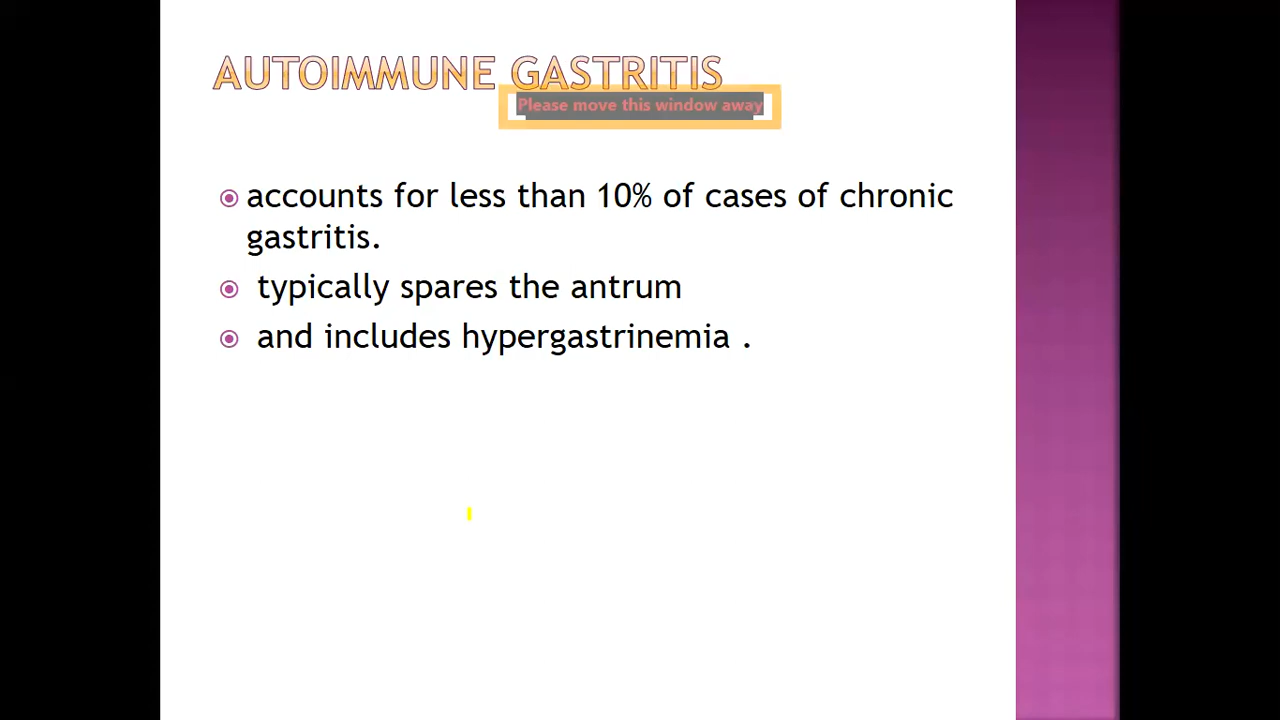 AUTOIMMUNE GASTRITIS
Please move this window away
accounts for less than 10% of cases of chronic
gastritis.
typically spares the antrum
and includes hypergastrinemia .